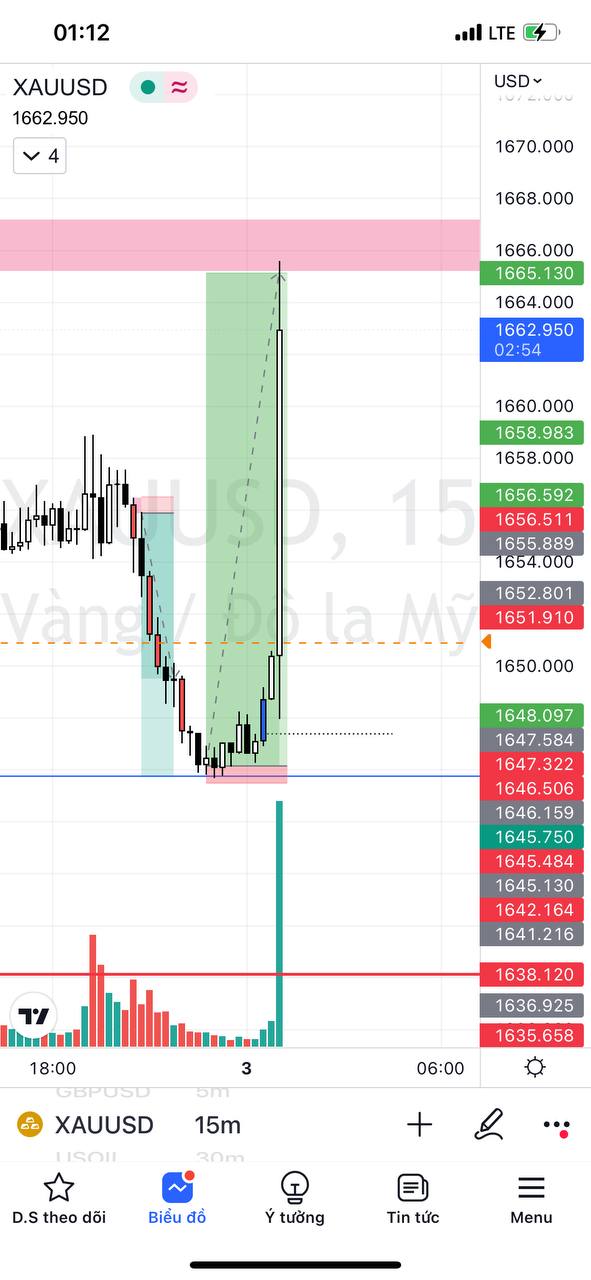 01:12
LTE
XAUUSD
USD
1662.950
4
1672.000
1670.000
1668.000
1666.000
1665.130
1664.000
1662.950
02:54
1660.000
1658.983
1658.000
1656.592
1656.511
1655.889
1654.000
1652.801
1651.910
1650.000
1648.097
1647.584
1647.322
1646.506
1646.159
1645.750
1645.484
1645.130
1642.164
1641.216
1638.120
1636.925
1635.658
XAUUSD, 15
Vàng / Đô la Mỹ
18:00
3
06:00
GBPUSD 5m
XAUUSD 15m
USOIL 30m
D.S theo dõi
Biểu đồ
Ý tưởng
Tin tức
Menu